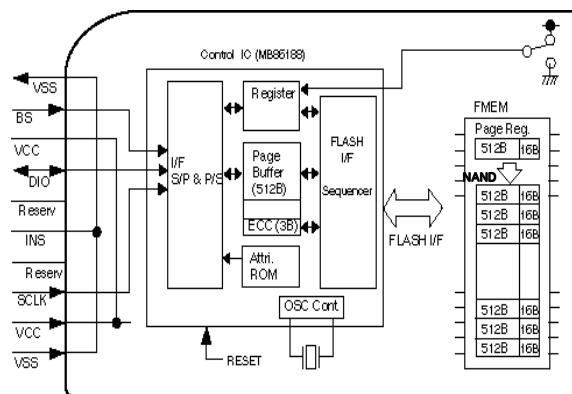 Control IC (MB86188)
VSS
BS
VCC
DIO
Reserv
INS
Reserv
SCLK
VCC
VSS
I/F
S/P & P/S
Register
Page
Buffer
(512B)
ECC (3B)
Attri.
ROM
FLASH
I/F
Sequencer
OSC Cont.
RESET
FLASH I/F
FMEM
Page Reg.
512B 16B
NAND
512B 16B
512B 16B
512B 16B
512B 16B
512B 16B
512B 16B